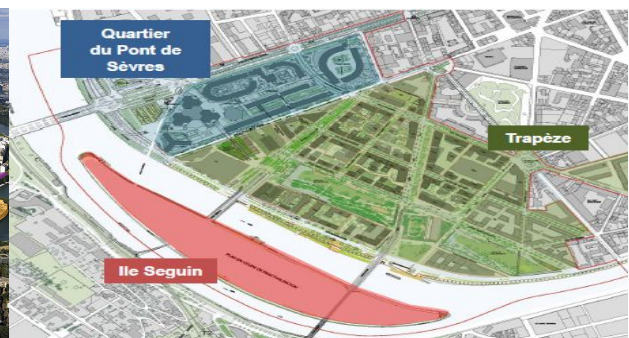 Quartier
du Pont de
Sèvres
Trapèze
Ile Seguin